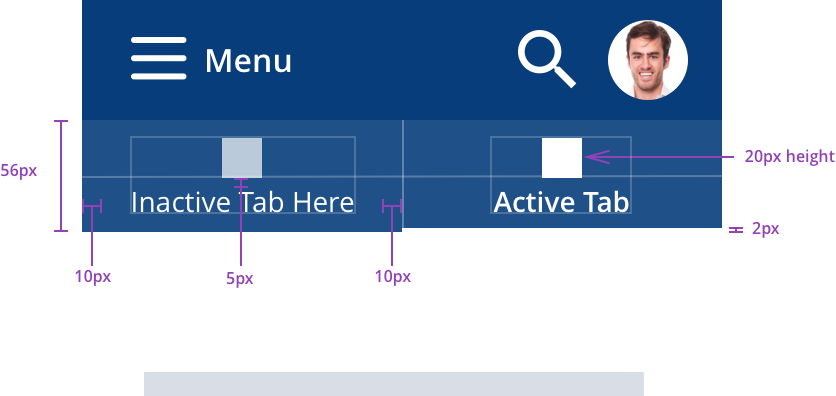 Menu
20px height
56px
Inactive Tab Here
Active Tab
2px
10px
5px
10px